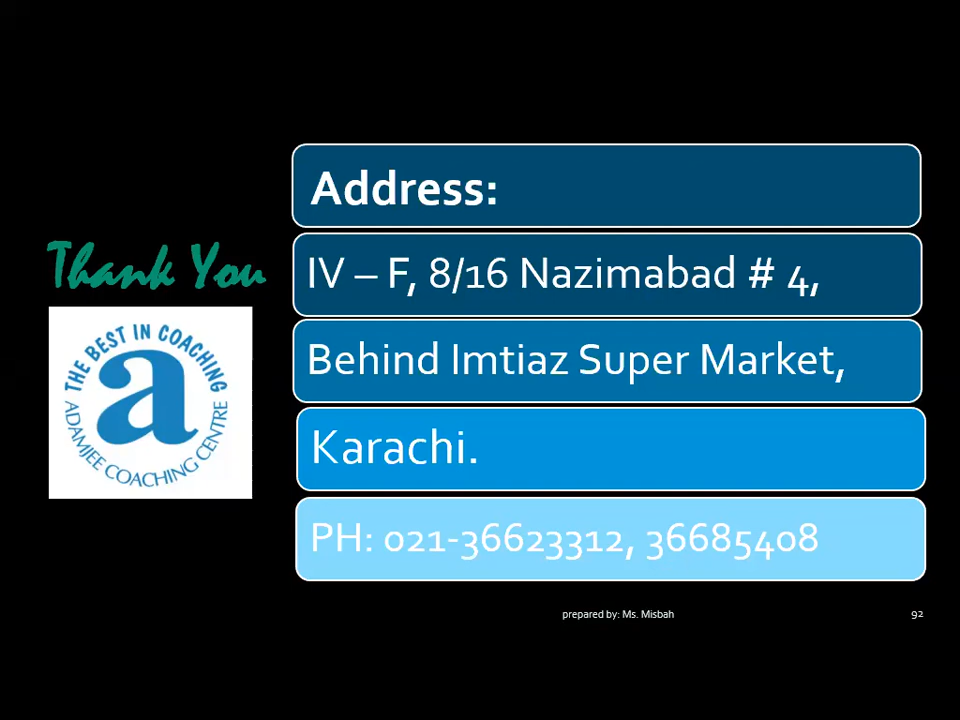 Thank You
THE BEST IN COACHING
a
ADAMJEE COACHING CENTRE
Address:
IV – F, 8/16 Nazimabad # 4,
Behind Imtiaz Super Market,
Karachi.
PH: 021-36623312, 36685408
prepared by: Ms. Misbah
92